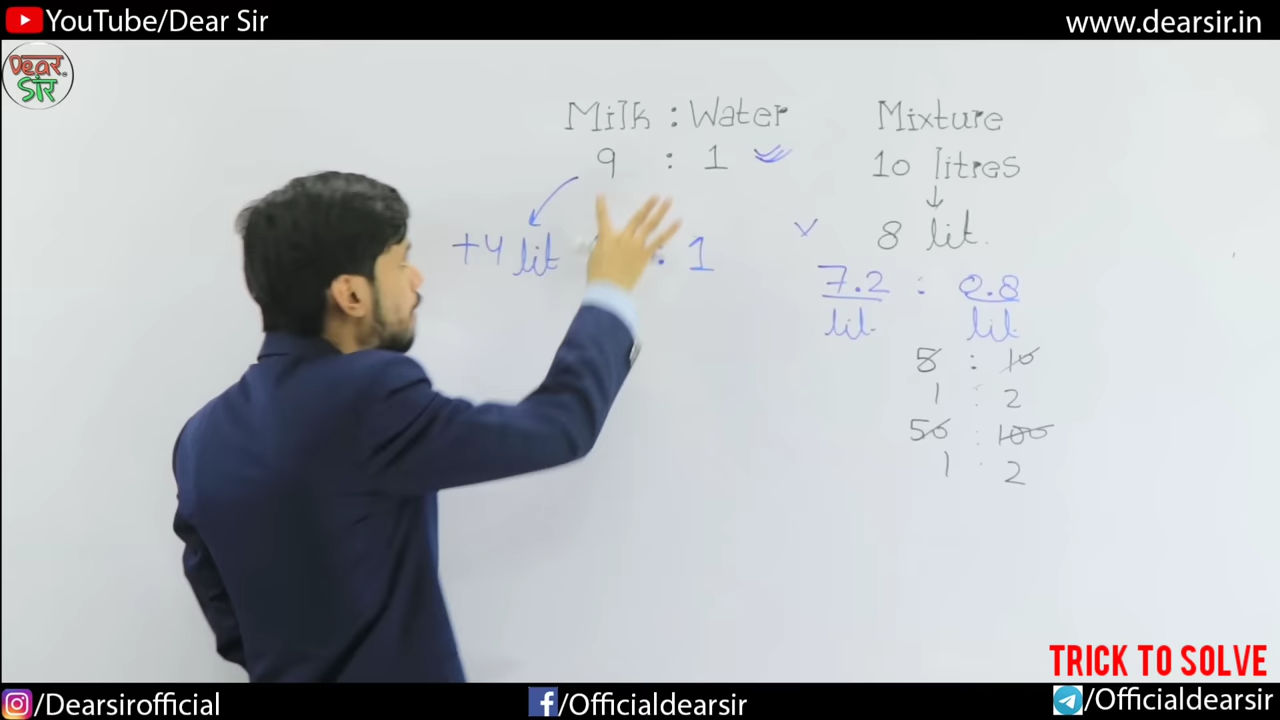 YouTube/Dear Sir
www.dearsir.in
Dear Sir
Milk : Water
Mixture
9 : 1
10 litres
8 lit.
+4 lit : 1
7.2 : 0.8
lit. lit.
5 : 10
1 : 2
50 : 100
1 : 2
TRICK TO SOLVE
/Dearsirofficial
/Officialdearsir
/Officialdearsir